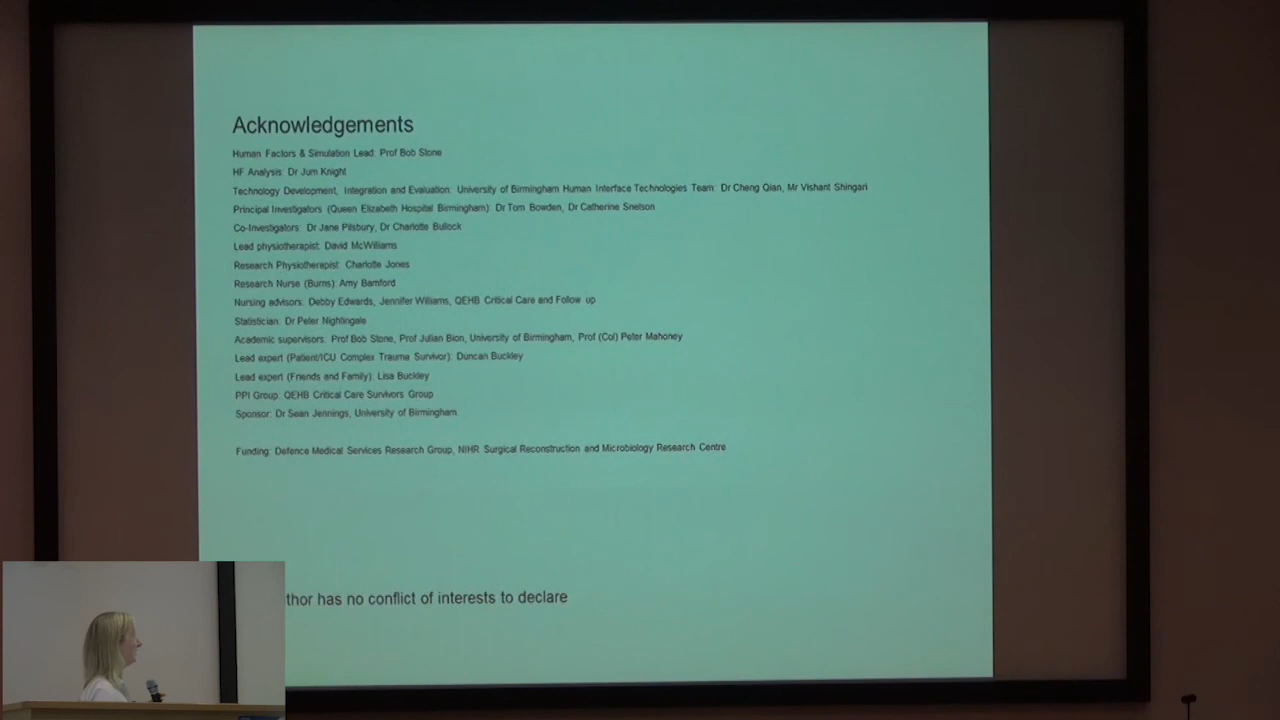 Acknowledgements
Human Factors & Simulation Lead: Prof Bob Stone
HF Analysis: Dr Jum Knight
Technology Development, Integration and Evaluation: University of Birmingham Human Interface Technologies Team: Dr Cheng Qian, Mr Vishant Shingari
Principal Investigators (Queen Elizabeth Hospital Birmingham): Dr Tom Bowden, Dr Catherine Snelson
Co-Investigators: Dr Jane Pilsbury, Dr Charlotte Bullock
Lead physiotherapist: David McWilliams
Research Physiotherapist: Charlotte Jones
Research Nurse (Burns): Amy Bamford
Nursing advisors: Debby Edwards, Jennifer Williams, QEHB Critical Care and Follow up
Statistician: Dr Peter Nightingale
Academic supervisors: Prof Bob Stone, Prof Julian Bion, University of Birmingham, Prof (Col) Peter Mahoney
Lead expert (Patient/ICU Complex Trauma Survivor): Duncan Buckley
Lead expert (Friends and Family): Lisa Buckley
PPI Group: QEHB Critical Care Survivors Group
Sponsor: Dr Sean Jennings, University of Birmingham
Funding: Defence Medical Services Research Group, NIHR Surgical Reconstruction and Microbiology Research Centre
thor has no conflict of interests to declare